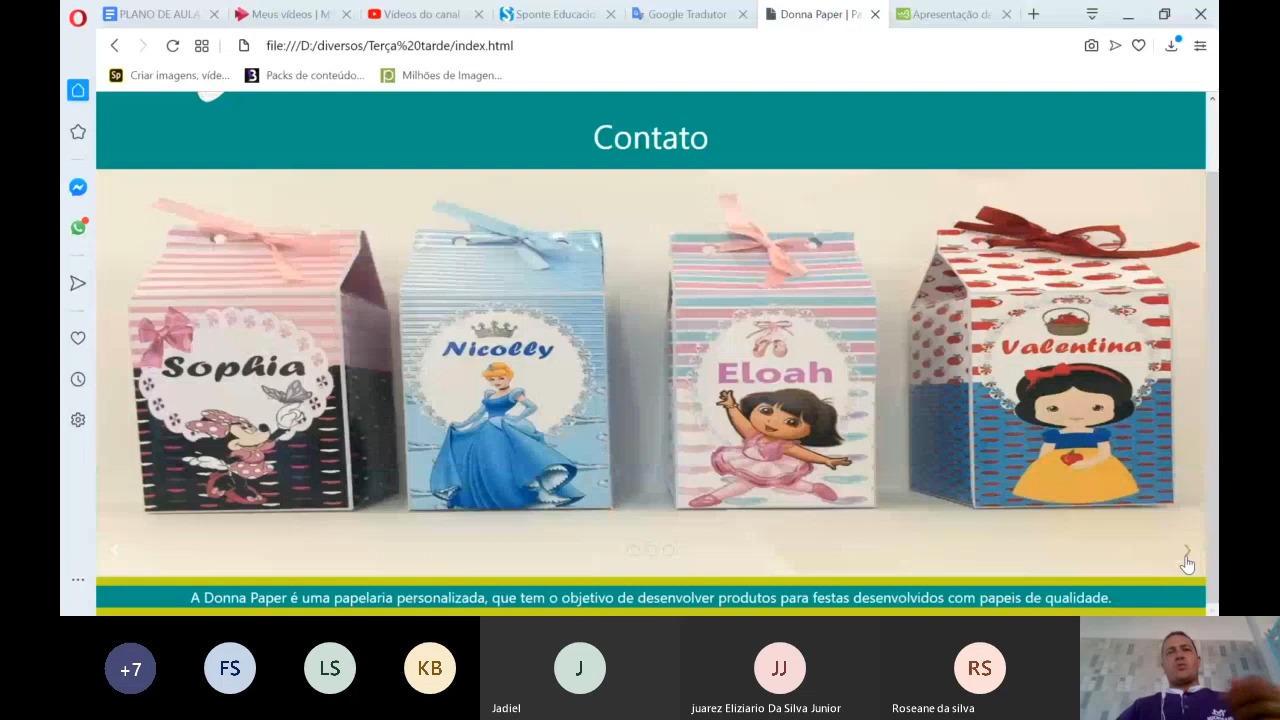 PLANO DE AULA
Meus vídeos | M
Vídeos do canal
Sponte Educacio
Google Tradutor
Donna Paper | Pa
Apresentação da
file:///D:/diversos/Terça%20tarde/index.html
Criar imagens, víde...
Packs de conteúdo...
Milhões de Imagen...
Contato
Sophia
Nicolly
Eloah
Valentina
A Donna Paper é uma papelaria personalizada, que tem o objetivo de desenvolver produtos para festas desenvolvidos com papeis de qualidade.
+7
FS
LS
KB
J
JJ
RS
Jadiel
juarez Eliziario Da Silva Junior
Roseane da silva